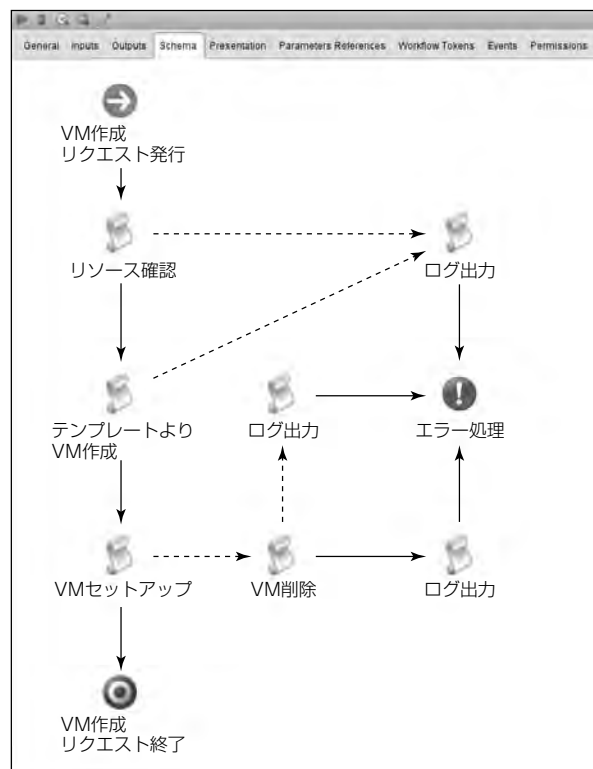 General Inputs Outputs Schema Presentation Parameters References Workflow Tokens Events Permissions
VM作成
リクエスト発行
リソース確認
ログ出力
テンプレートより
VM作成
ログ出力
エラー処理
VMセットアップ
VM削除
ログ出力
VM作成
リクエスト終了